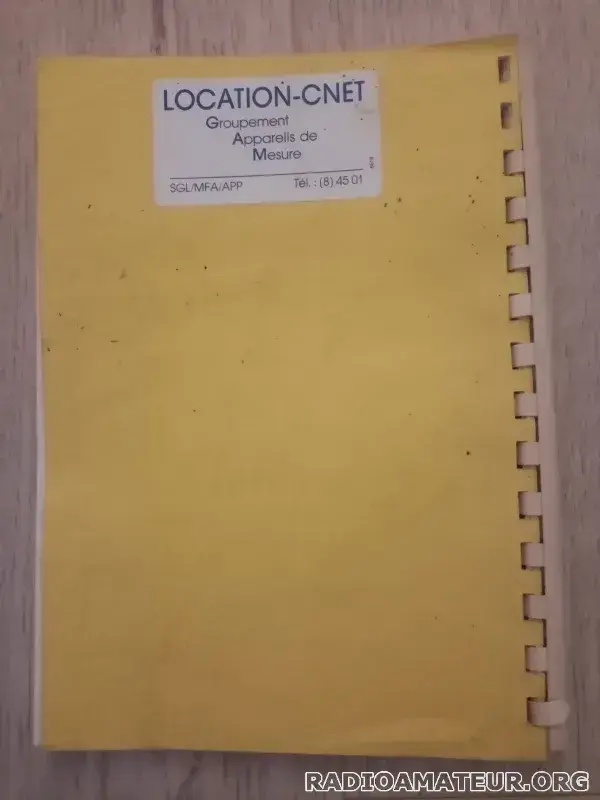 LOCATION-CNET
Groupement
Appareils de
Mesure
SGL/MFA/APP Tél. : (8) 45 01
RADIOAMATEUR.ORG